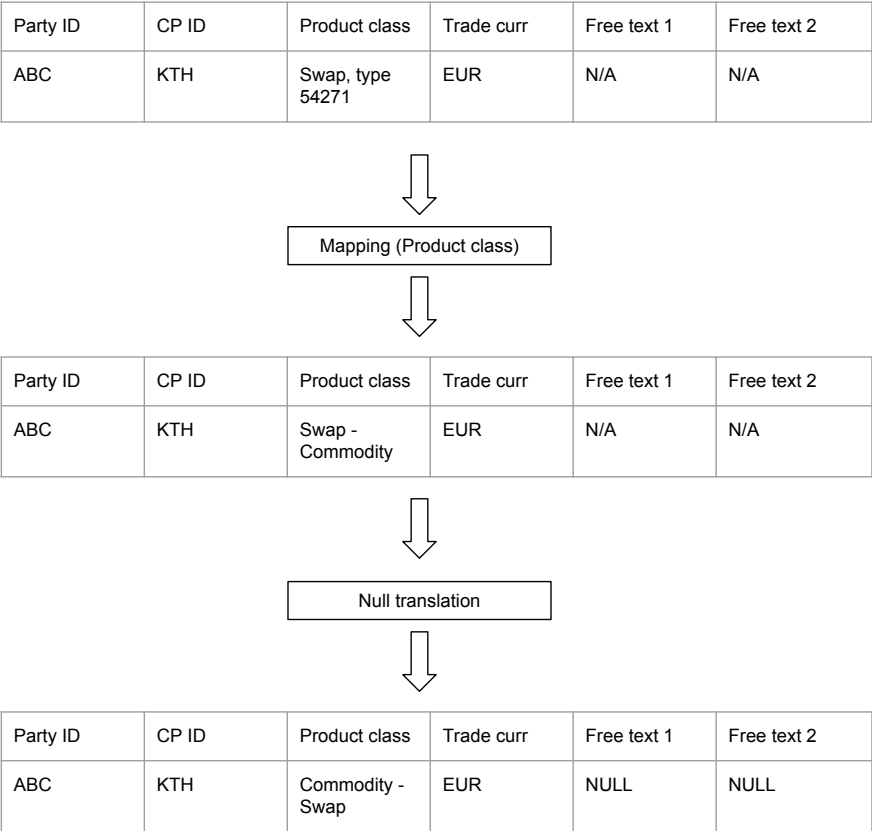 Party ID CP ID Product class Trade curr Free text 1 Free text 2
ABC KTH Swap, type EUR N/A N/A
54271
Mapping (Product class)
Party ID CP ID Product class Trade curr Free text 1 Free text 2
ABC KTH Swap - EUR N/A N/A
Commodity
Null translation
Party ID CP ID Product class Trade curr Free text 1 Free text 2
ABC KTH Commodity - EUR NULL NULL
Swap